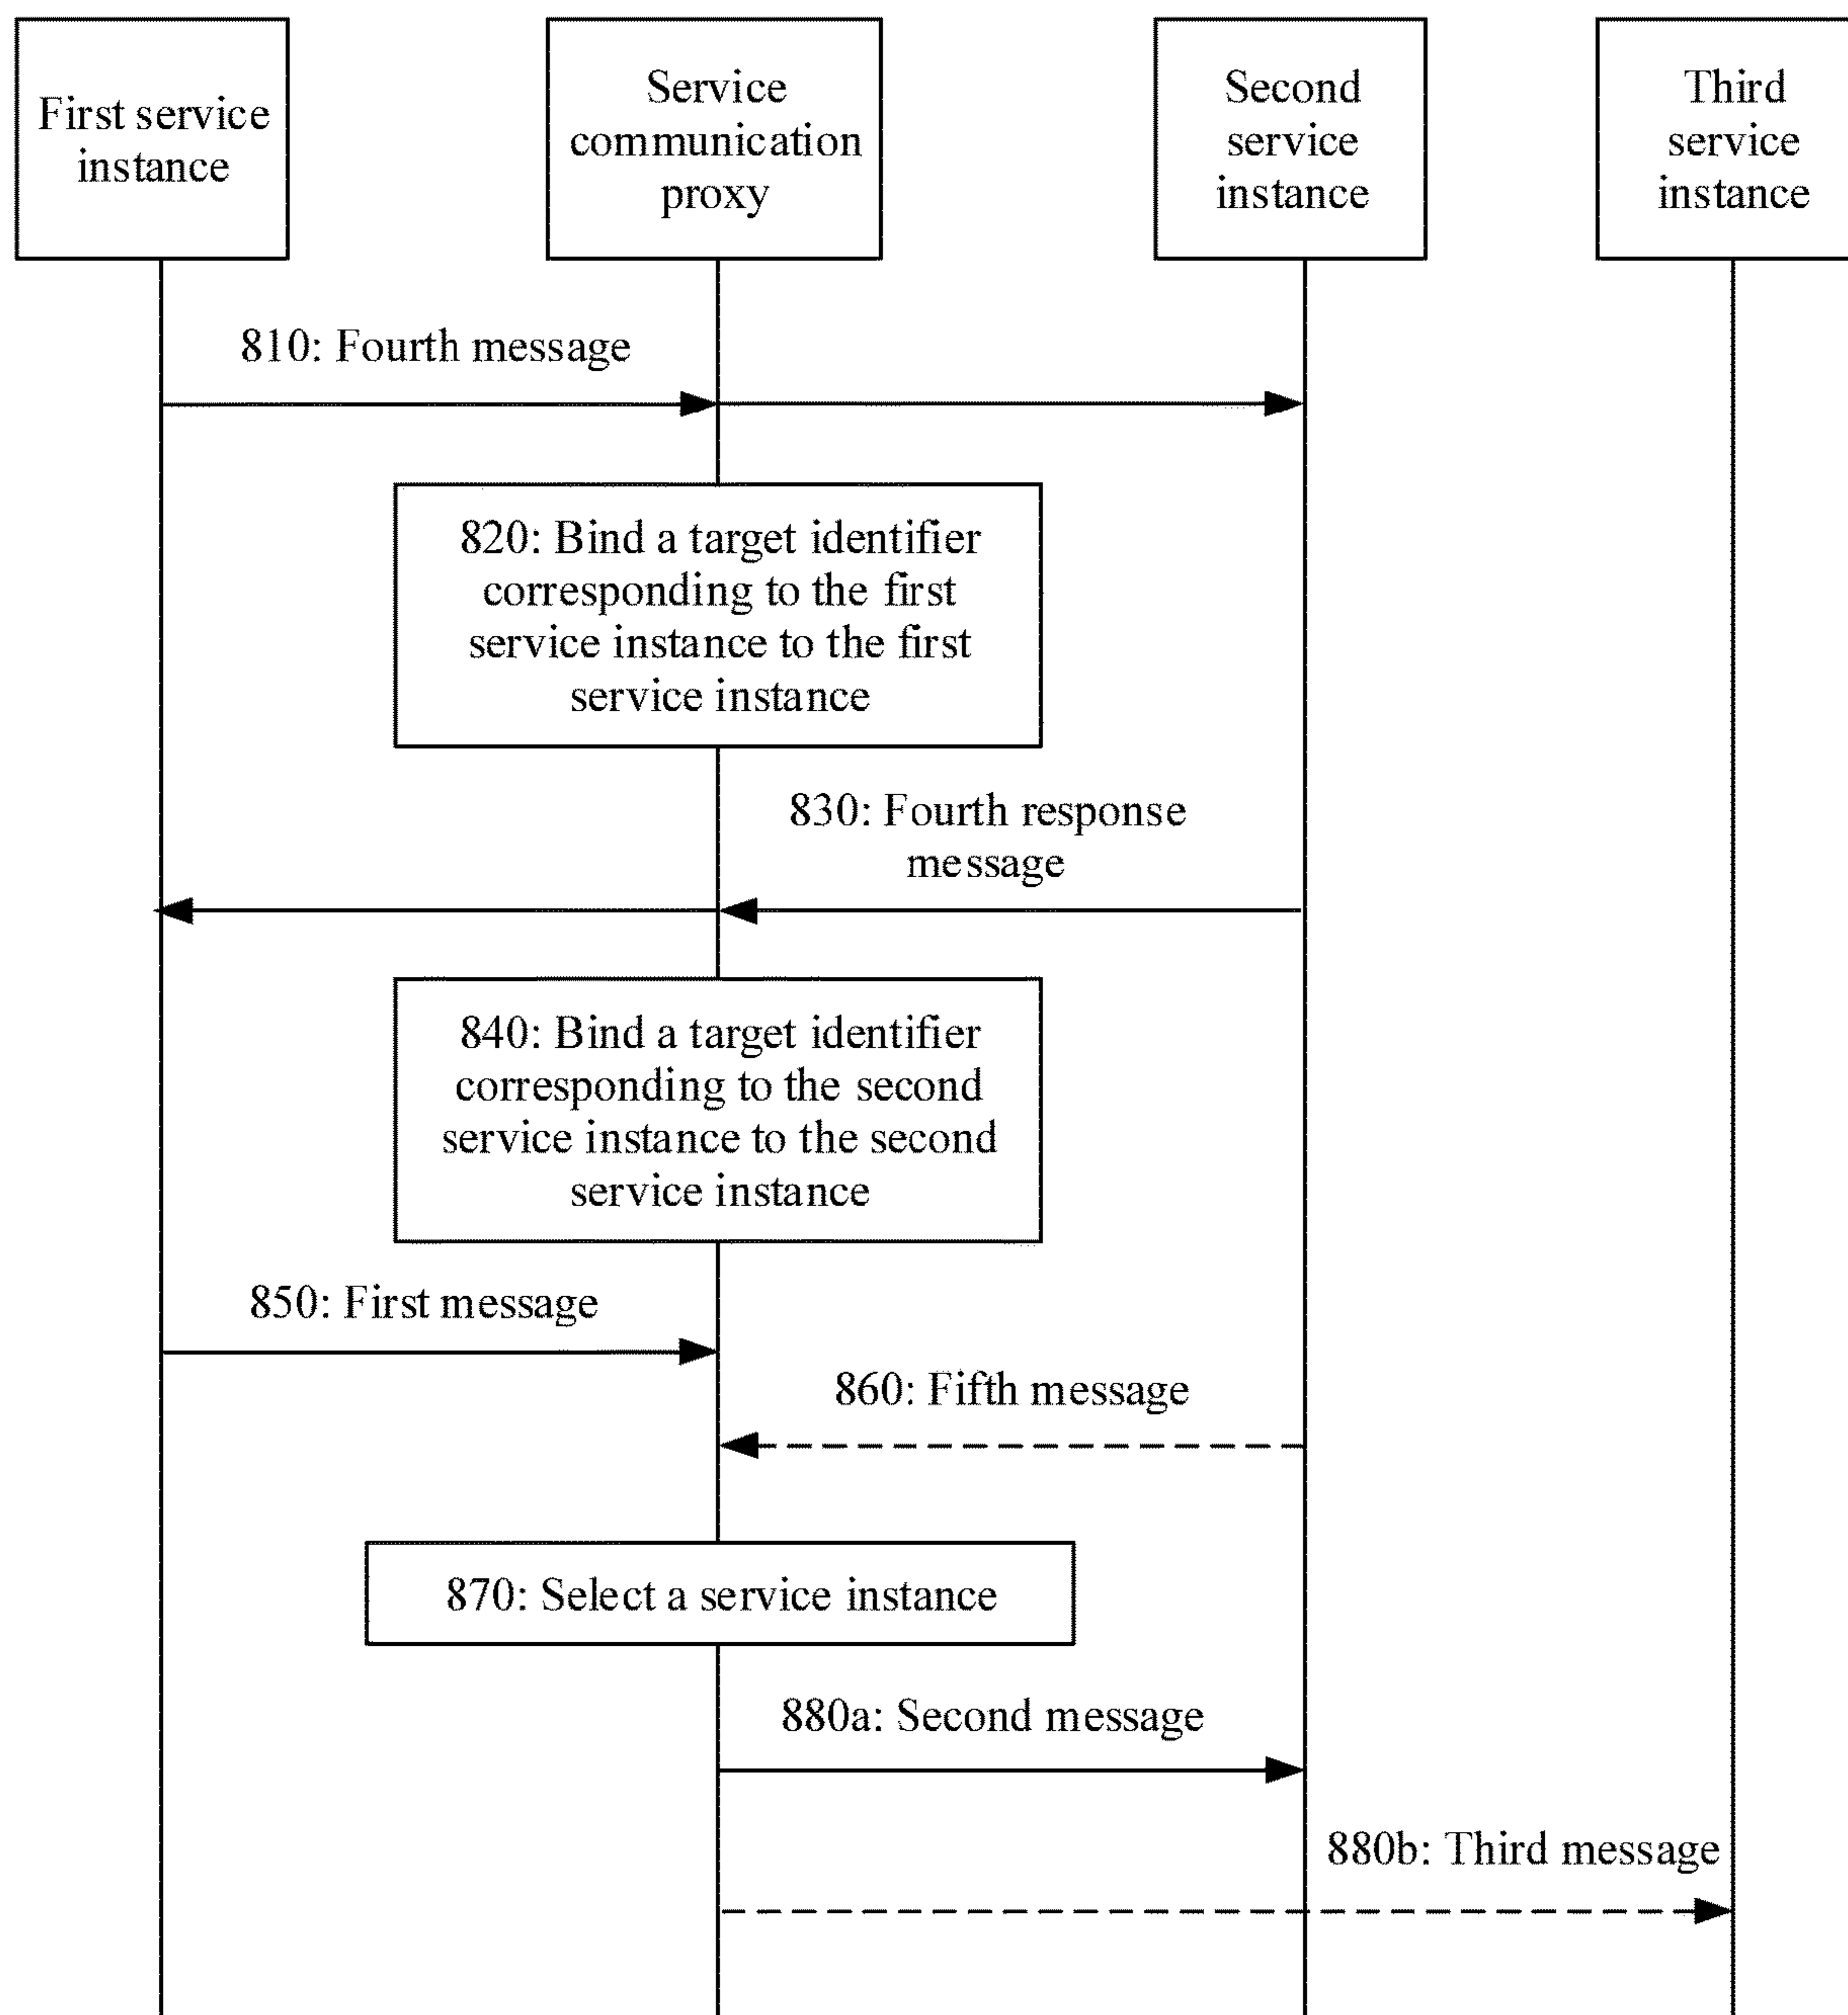 First service
instance
Service
communication
proxy
Second
service
instance
Third
service
instance
810: Fourth message
820: Bind a target identifier
corresponding to the first
service instance to the first
service instance
830: Fourth response
message
840: Bind a target identifier
corresponding to the second
service instance to the second
service instance
850: First message
860: Fifth message
870: Select a service instance
880a: Second message
880b: Third message